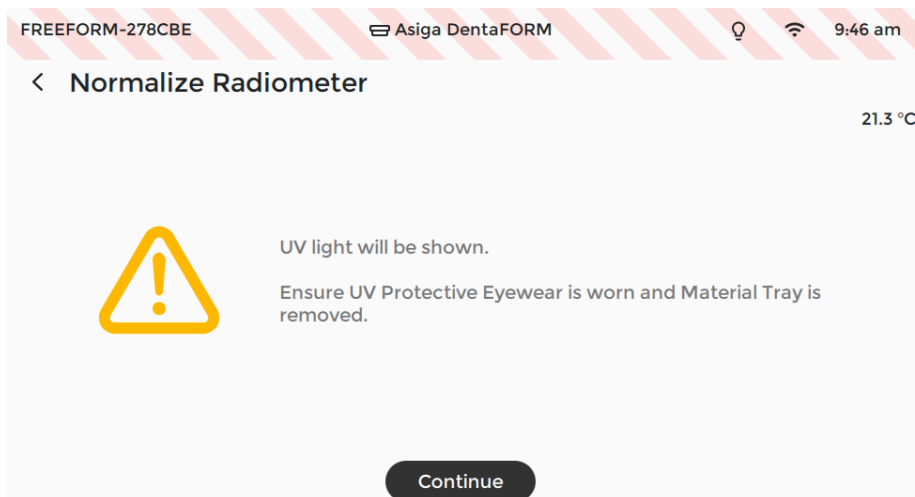 FREEFORM-278CBE Asiga DentaFORM 9:46 am
Normalize Radiometer
21.3 °C
UV light will be shown.
Ensure UV Protective Eyewear is worn and Material Tray is
removed.
Continue